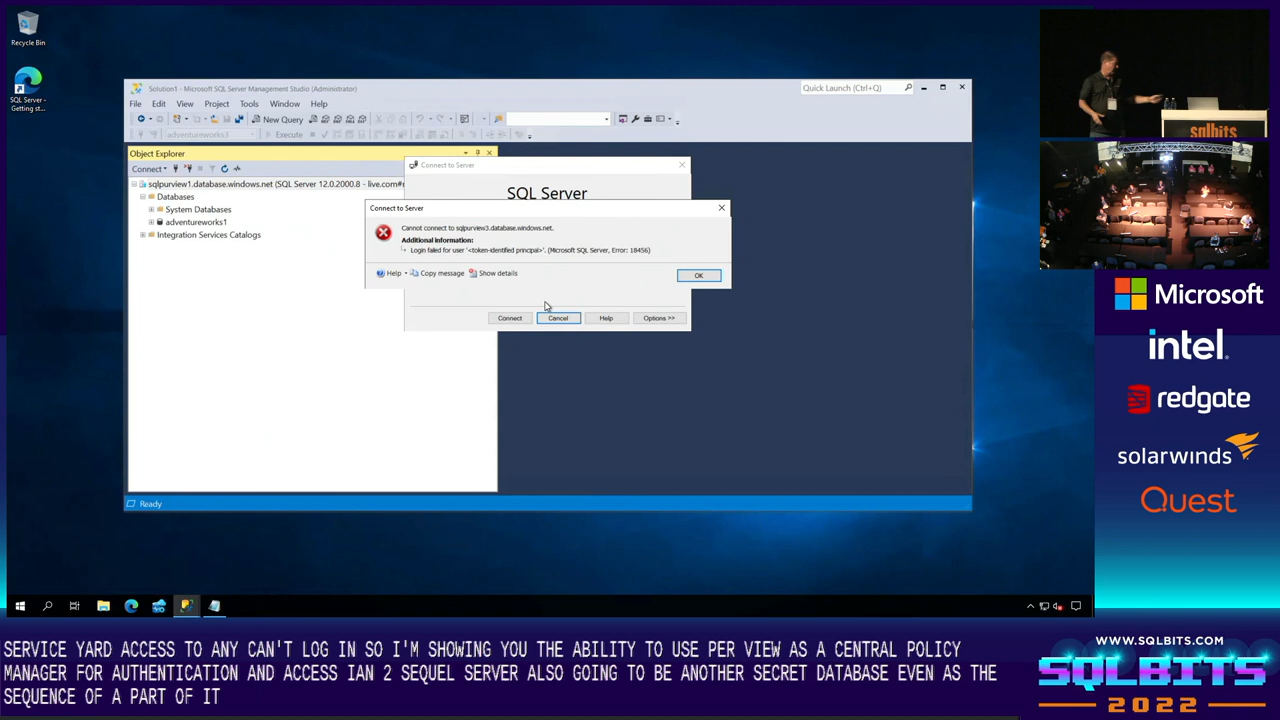 Recycle Bin
SQL Server -
Getting st...
Solution1 - Microsoft SQL Server Management Studio (Administrator)
Quick Launch (Ctrl+Q)
File Edit View Project Tools Window Help
New Query
adventureworks3
Execute
Object Explorer
Connect
sqlpurview1.database.windows.net (SQL Server 12.0.2000.8 - live.com#r
Databases
System Databases
adventureworks1
Integration Services Catalogs
Connect to Server
SQL Server
Connect to Server
Cannot connect to sqlpurview3.database.windows.net.
Additional information:
Login failed for user '<token-identified principal>'. (Microsoft SQL Server, Error: 18456)
Help
Copy message
Show details
OK
Connect
Cancel
Help
Options >>
Ready
sqlbits
Microsoft
intel.
redgate
solarwinds
Quest
WWW.SQLBITS.COM
SQLBITS
2022
SERVICE YARD ACCESS TO ANY CAN'T LOG IN SO I'M SHOWING YOU THE ABILITY TO USE PER VIEW AS A CENTRAL POLICY
MANAGER FOR AUTHENTICATION AND ACCESS IAN 2 SEQUEL SERVER ALSO GOING TO BE ANOTHER SECRET DATABASE EVEN AS THE
SEQUENCE OF A PART OF IT